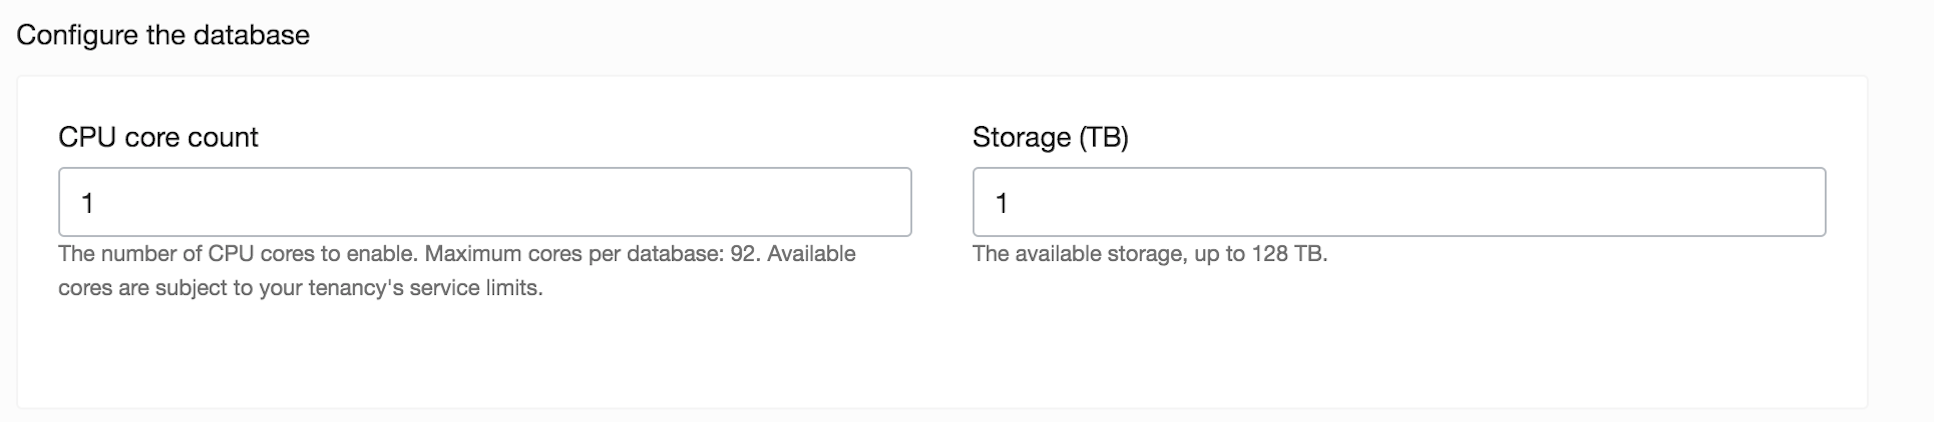 Configure the database
CPU core count
1
The number of CPU cores to enable. Maximum cores per database: 92. Available
cores are subject to your tenancy's service limits.
Storage (TB)
1
The available storage, up to 128 TB.